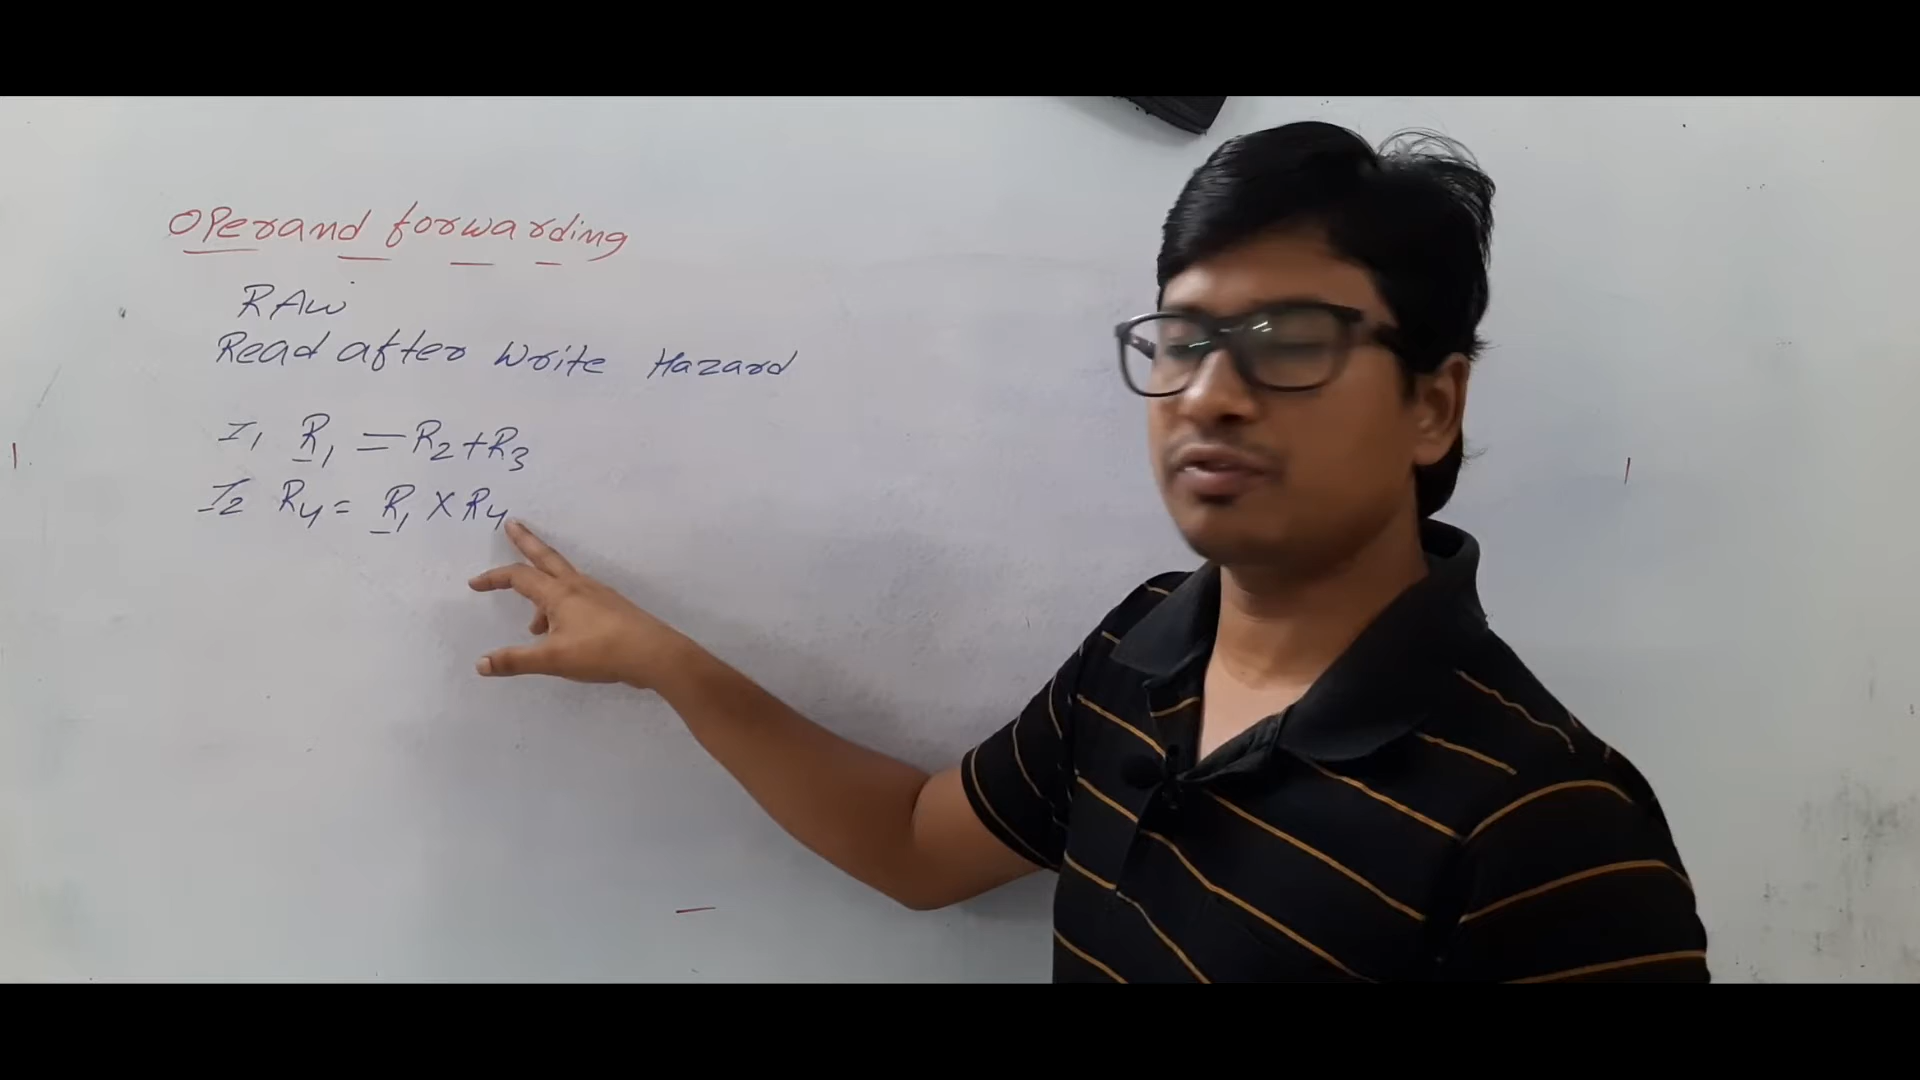 Operand forwarding
RAW
Read after write Hazard
I1 R1 = R2+R3
I2 R4 = R1 X R4